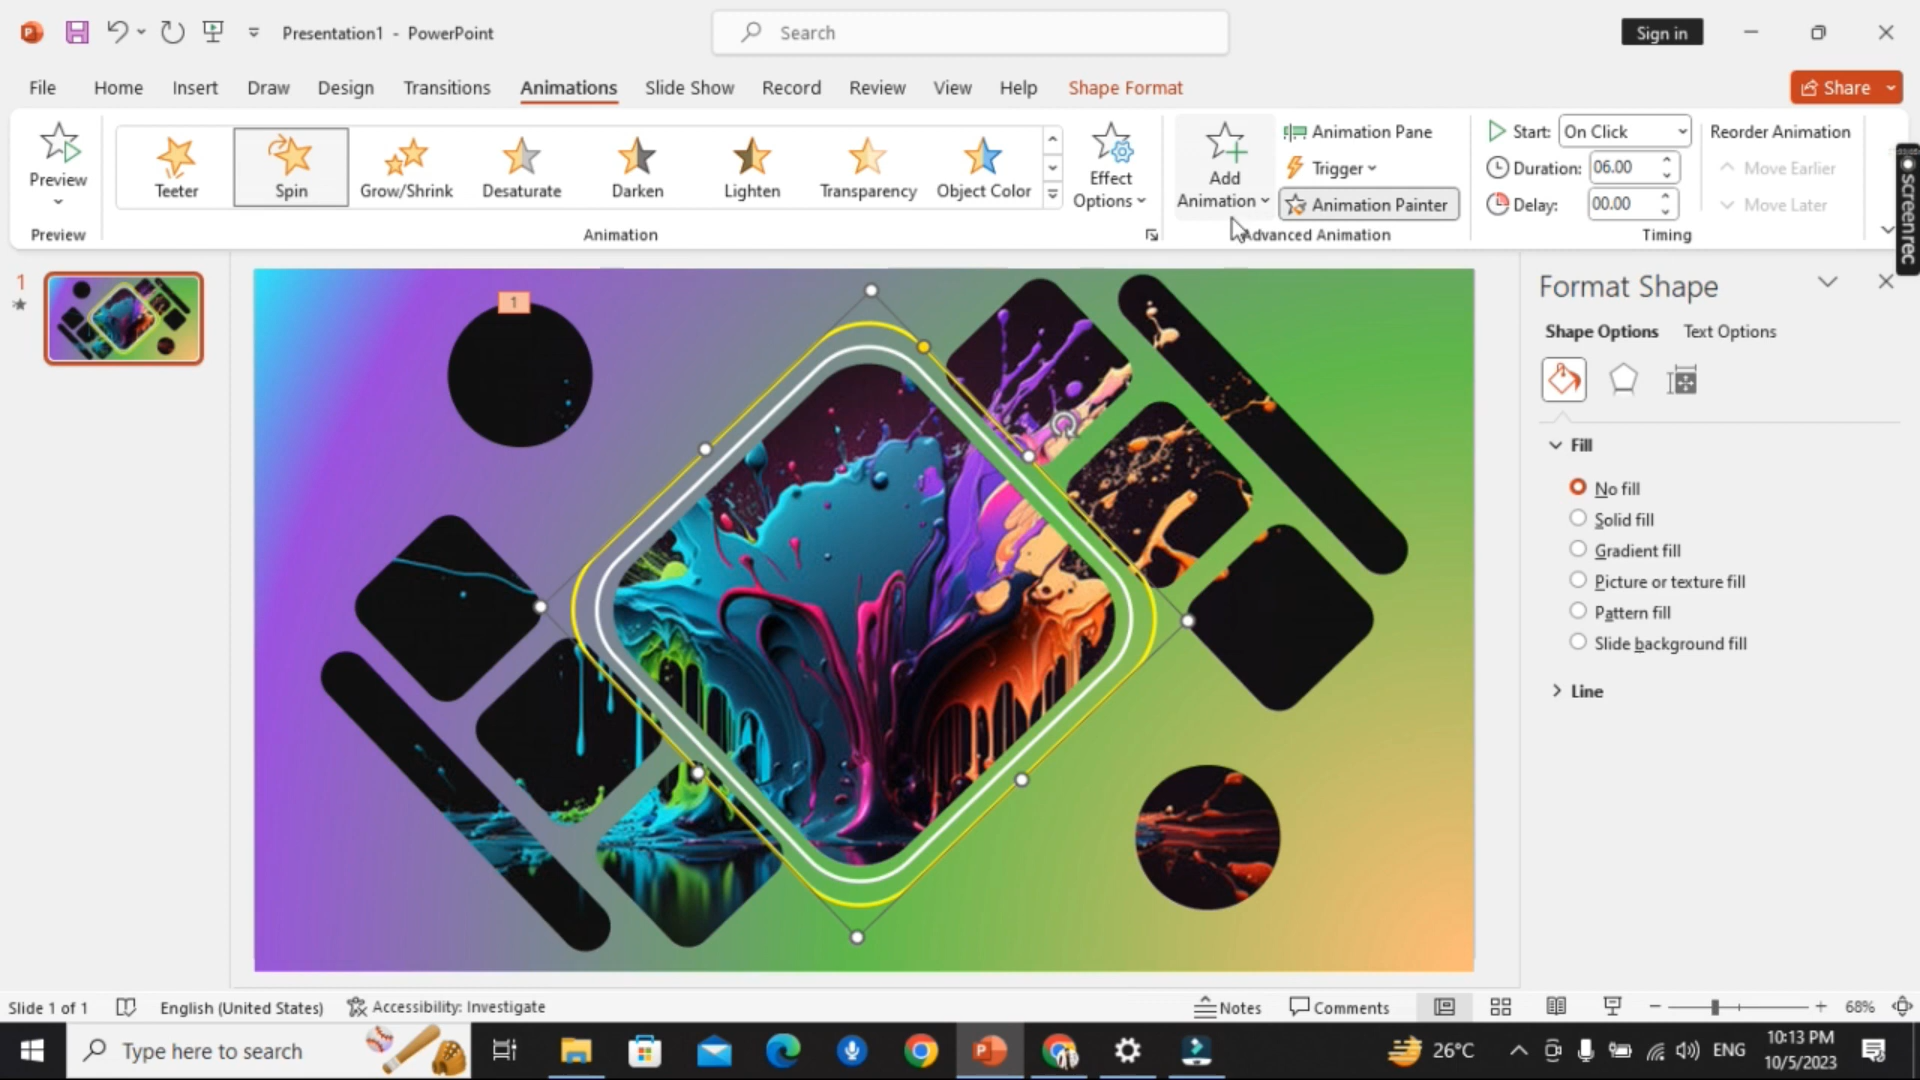 Presentation1 - PowerPoint
Search
Sign in
File Home Insert Draw Design Transitions Animations Slide Show Record Review View Help Shape Format
Share
Preview
Teeter
Spin
Grow/Shrink
Desaturate
Darken
Lighten
Transparency
Object Color
Effect
Options
Add
Animation
Animation Pane
Trigger
Animation Painter
Start: On Click
Duration: 06.00
Delay: 00.00
Reorder Animation
Move Earlier
Move Later
Preview
Animation
Advanced Animation
Timing
screenrec
1
1
Format Shape
Shape Options Text Options
Fill
No fill
Solid fill
Gradient fill
Picture or texture fill
Pattern fill
Slide background fill
Line
Slide 1 of 1
English (United States)
Accessibility: Investigate
Notes
Comments
68%
Type here to search
26°C
ENG
10:13 PM
10/5/2023